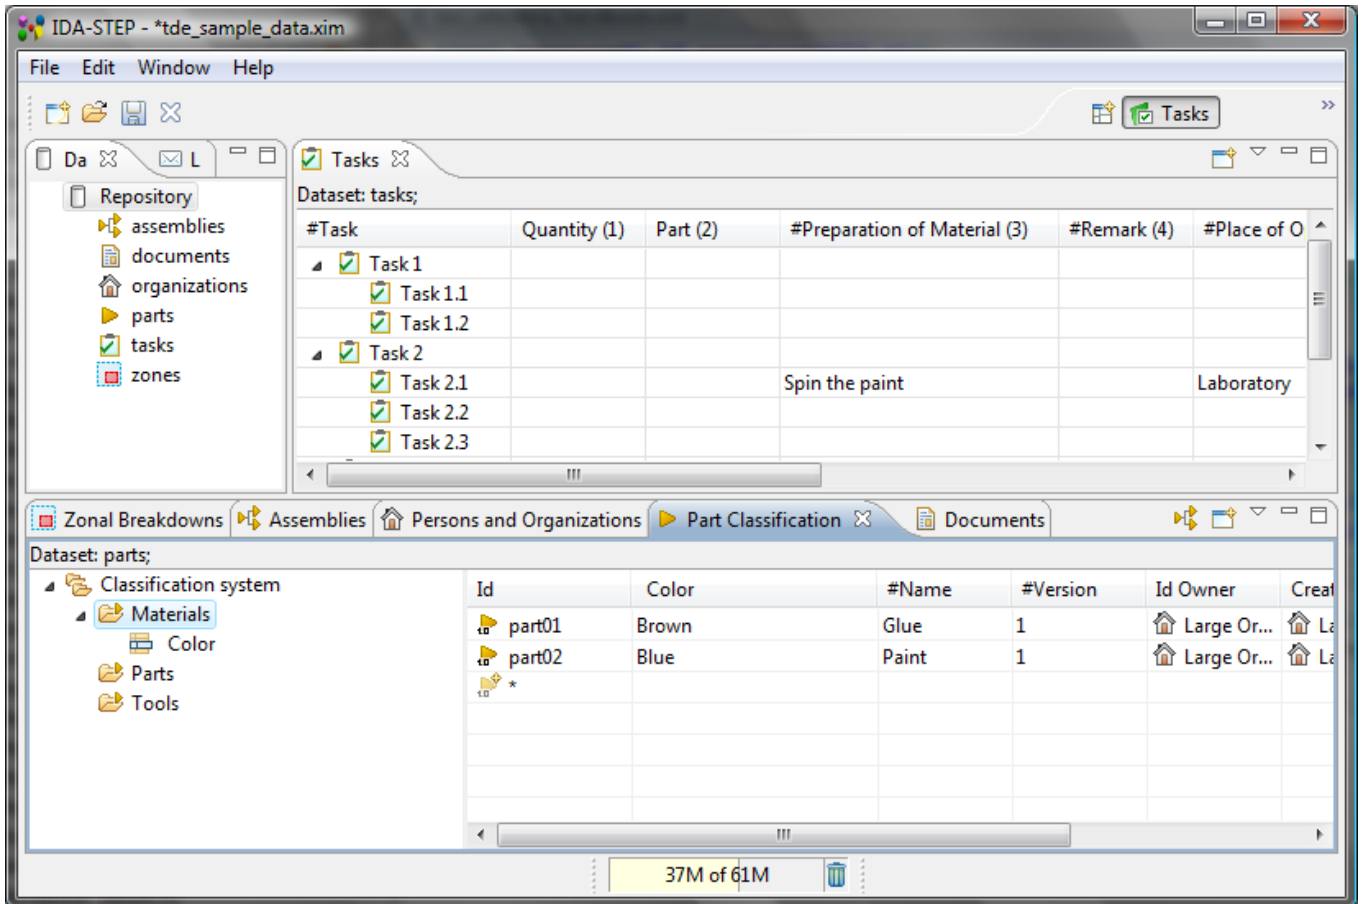 IDA-STEP - *tde_sample_data.xim
File Edit Window Help
Tasks
Da L
Tasks
Repository
assemblies
documents
organizations
parts
tasks
zones
Dataset: tasks;
#Task Quantity (1) Part (2) #Preparation of Material (3) #Remark (4) #Place of O
Task 1
Task 1.1
Task 1.2
Task 2
Task 2.1 Spin the paint Laboratory
Task 2.2
Task 2.3
Zonal Breakdowns Assemblies Persons and Organizations Part Classification Documents
Dataset: parts;
Classification system
Materials
Color
Parts
Tools
Id Color #Name #Version Id Owner Creat
part01 Brown Glue 1 Large Or... La
part02 Blue Paint 1 Large Or... La
*
37M of 61M